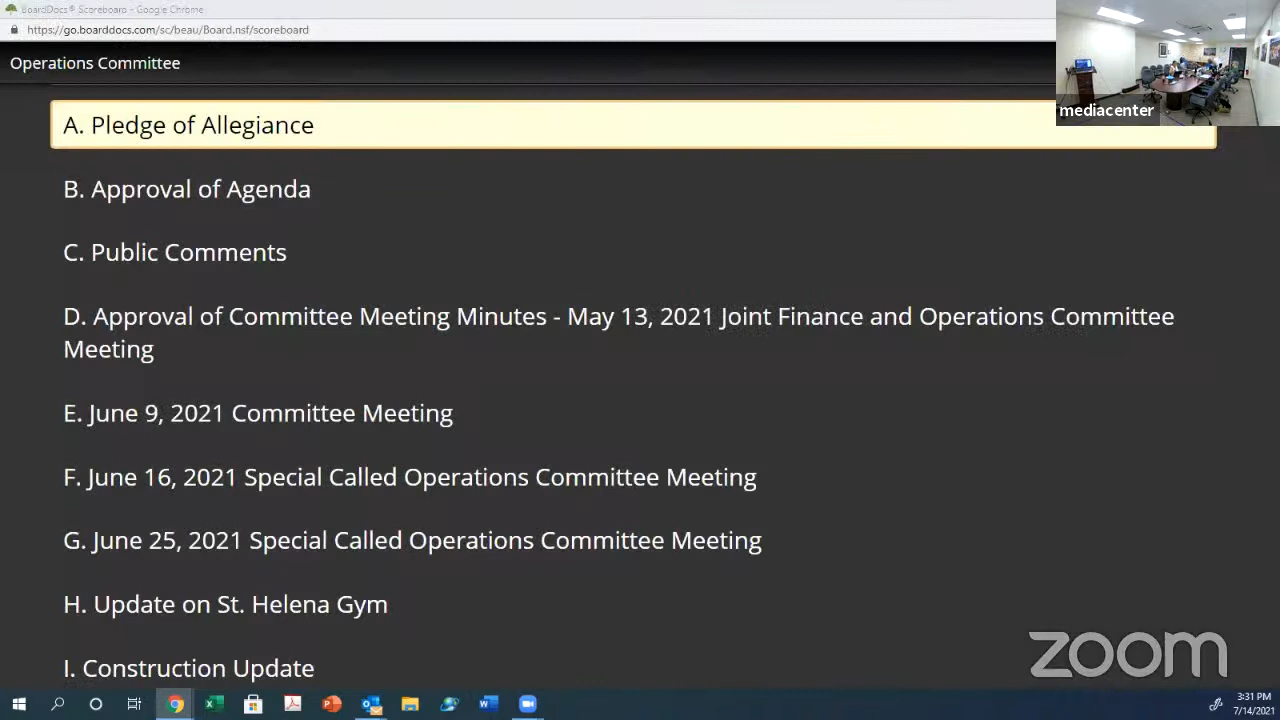 BoardDocs® Scoreboard - Google Chrome
https://go.boarddocs.com/sc/beau/Board.nsf/scoreboard
Operations Committee
mediacenter
A. Pledge of Allegiance
B. Approval of Agenda
C. Public Comments
D. Approval of Committee Meeting Minutes - May 13, 2021 Joint Finance and Operations Committee
Meeting
E. June 9, 2021 Committee Meeting
F. June 16, 2021 Special Called Operations Committee Meeting
G. June 25, 2021 Special Called Operations Committee Meeting
H. Update on St. Helena Gym
I. Construction Update
zoom
3:31 PM
7/14/2021